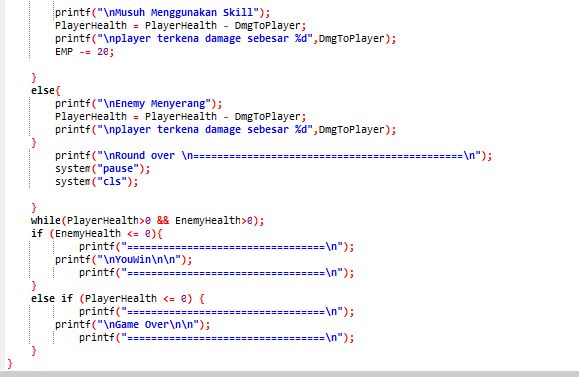 printf("\nMusuh Menggunakan Skill");
PlayerHealth = PlayerHealth - DmgToPlayer;
printf("\nplayer terkena damage sebesar %d",DmgToPlayer);
EMP -= 20;
}
else{
printf("\nEnemy Menyerang");
PlayerHealth = PlayerHealth - DmgToPlayer;
printf("\nplayer terkena damage sebesar %d",DmgToPlayer);
}
printf("\nRound over \n=============================================\n");
system("pause");
system("cls");
}
while(PlayerHealth>0 && EnemyHealth>0);
if (EnemyHealth <= 0){
printf("=================================\n");
printf("\nYouWin\n\n");
printf("=================================\n");
}
else if (PlayerHealth <= 0) {
printf("=================================\n");
printf("\nGame Over\n\n");
printf("=================================\n");
}
}